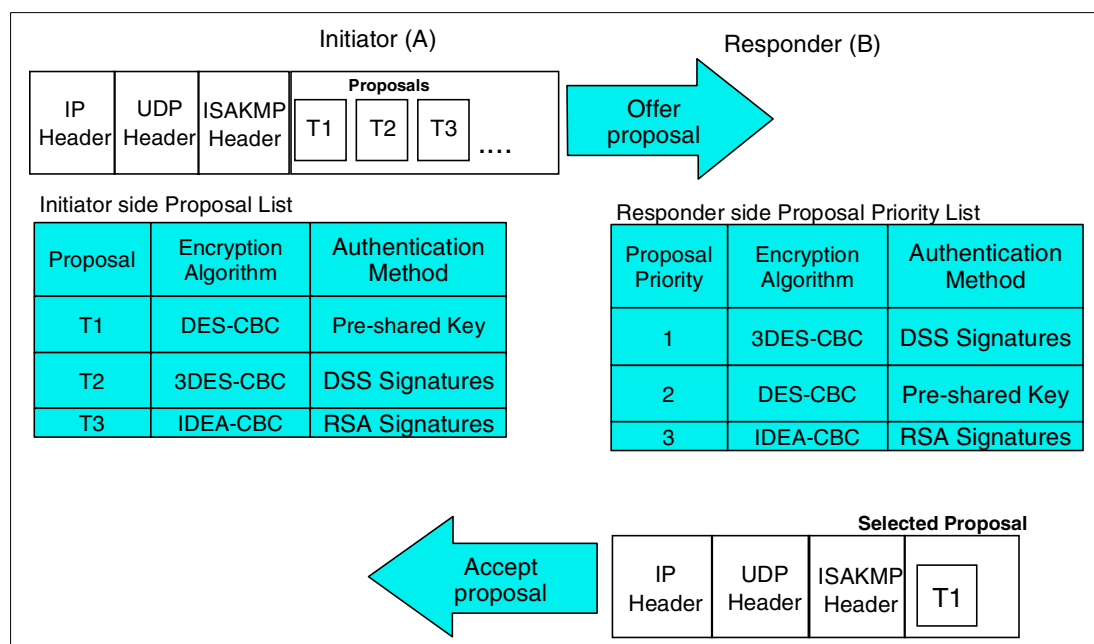 Initiator (A)
Responder (B)
IP
Header
UDP
Header
ISAKMP
Header
Proposals
T1 T2 T3 ....
Offer
proposal
Initiator side Proposal List
Proposal Encryption Algorithm Authentication Method
T1 DES-CBC Pre-shared Key
T2 3DES-CBC DSS Signatures
T3 IDEA-CBC RSA Signatures
Responder side Proposal Priority List
Proposal Priority Encryption Algorithm Authentication Method
1 3DES-CBC DSS Signatures
2 DES-CBC Pre-shared Key
3 IDEA-CBC RSA Signatures
Accept
proposal
Selected Proposal
IP
Header
UDP
Header
ISAKMP
Header
T1